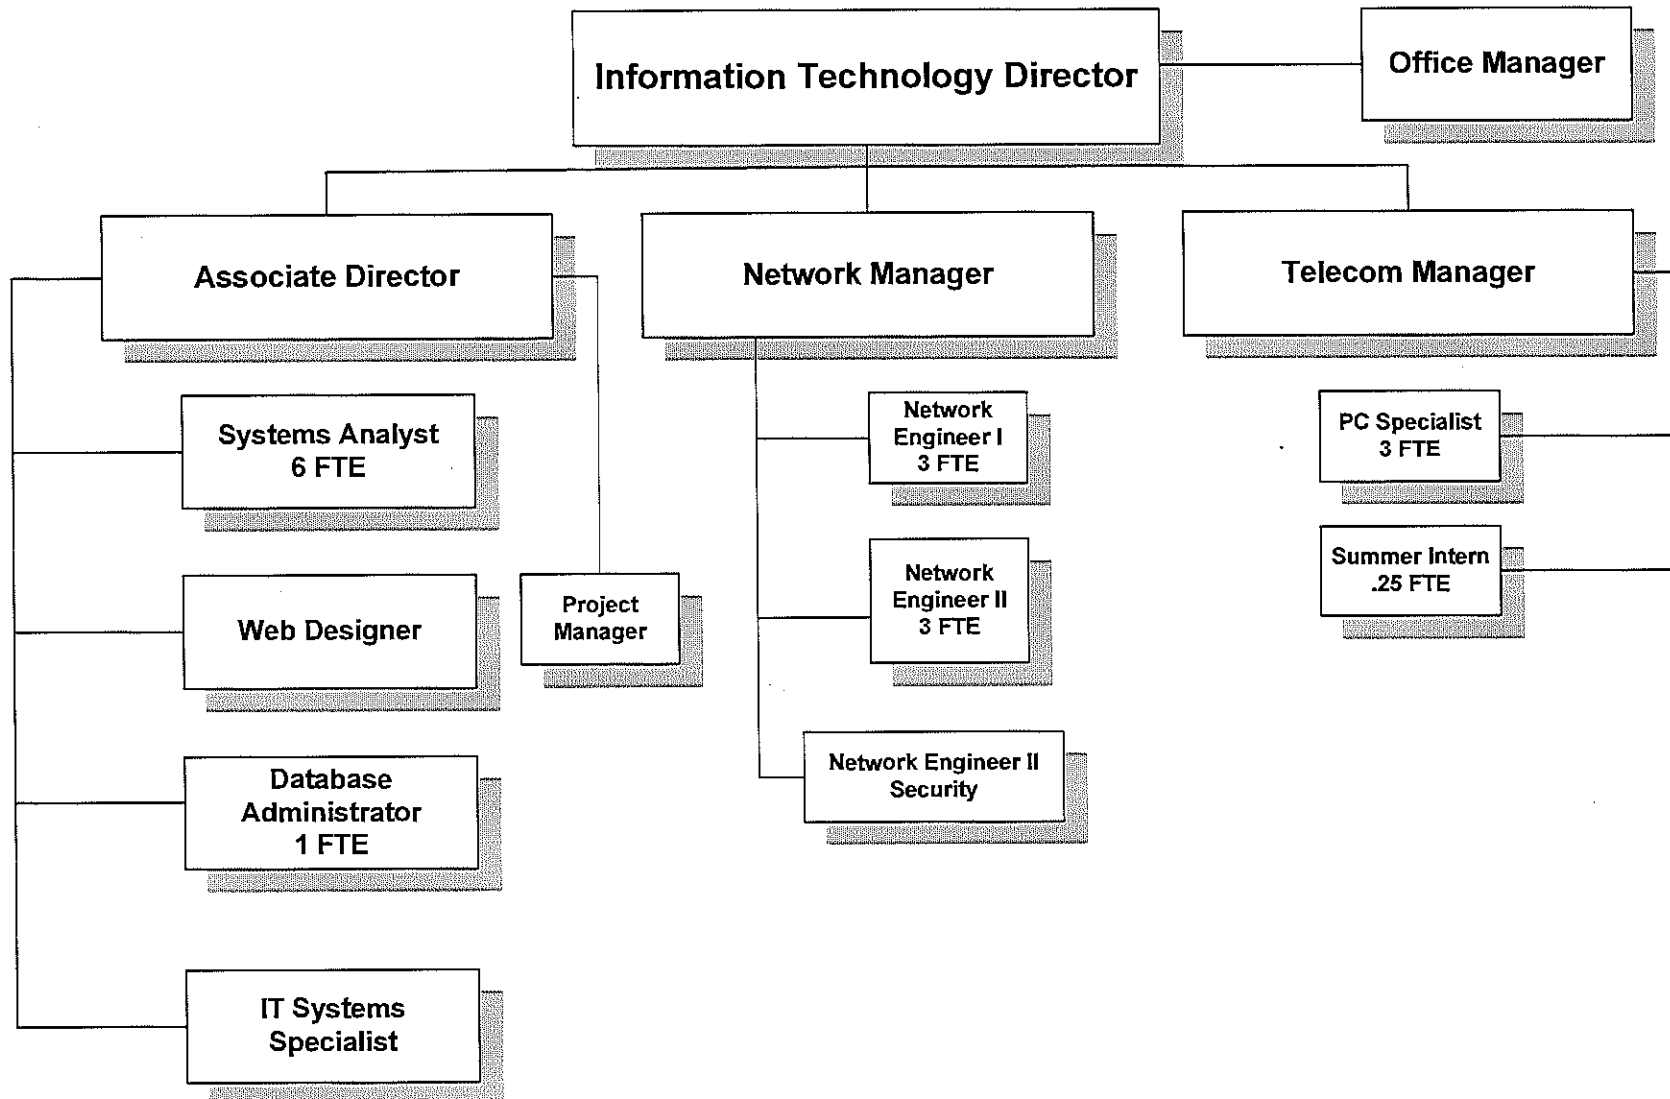 Information Technology Director
Office Manager
Associate Director
Network Manager
Telecom Manager
Systems Analyst
6 FTE
Web Designer
Database
Administrator
1 FTE
IT Systems
Specialist
Project
Manager
Network
Engineer I
3 FTE
Network
Engineer II
3 FTE
Network Engineer II
Security
PC Specialist
3 FTE
Summer Intern
.25 FTE